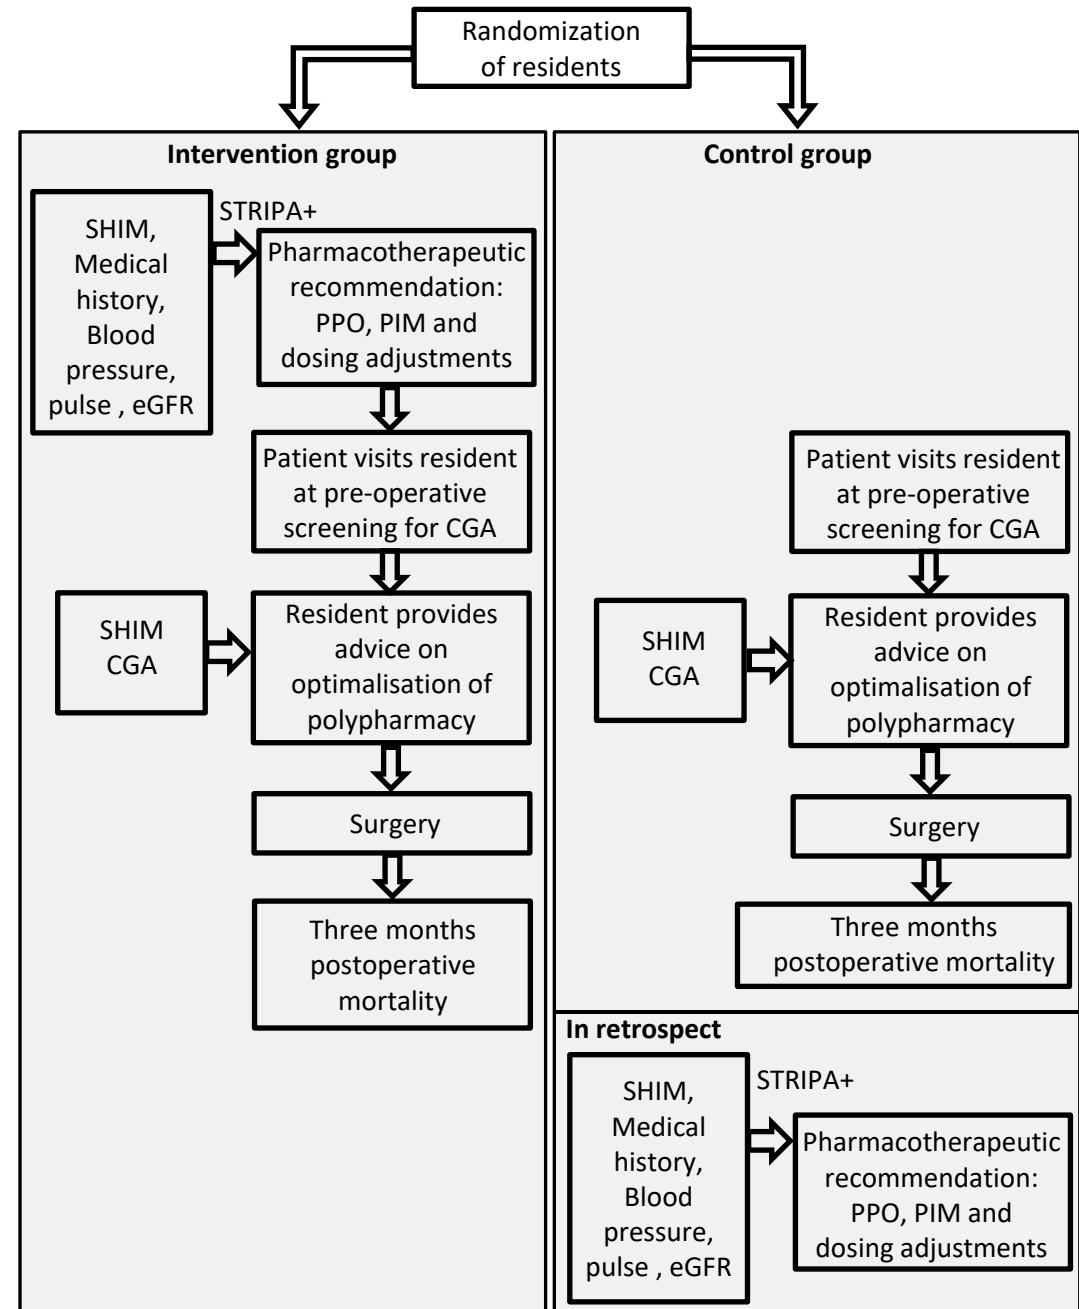 Randomization
of residents
Intervention group
SHIM,
Medical
history,
Blood
pressure,
pulse , eGFR
STRIPA+
Pharmacotherapeutic
recommendation:
PPO, PIM and
dosing adjustments
Patient visits resident
at pre-operative
screening for CGA
SHIM
CGA
Resident provides
advice on
optimalisation of
polypharmacy
Surgery
Three months
postoperative
mortality
Control group
Patient visits resident
at pre-operative
screening for CGA
SHIM
CGA
Resident provides
advice on
optimalisation of
polypharmacy
Surgery
Three months
postoperative mortality
In retrospect
SHIM,
Medical
history,
Blood
pressure,
pulse , eGFR
STRIPA+
Pharmacotherapeutic
recommendation:
PPO, PIM and
dosing adjustments